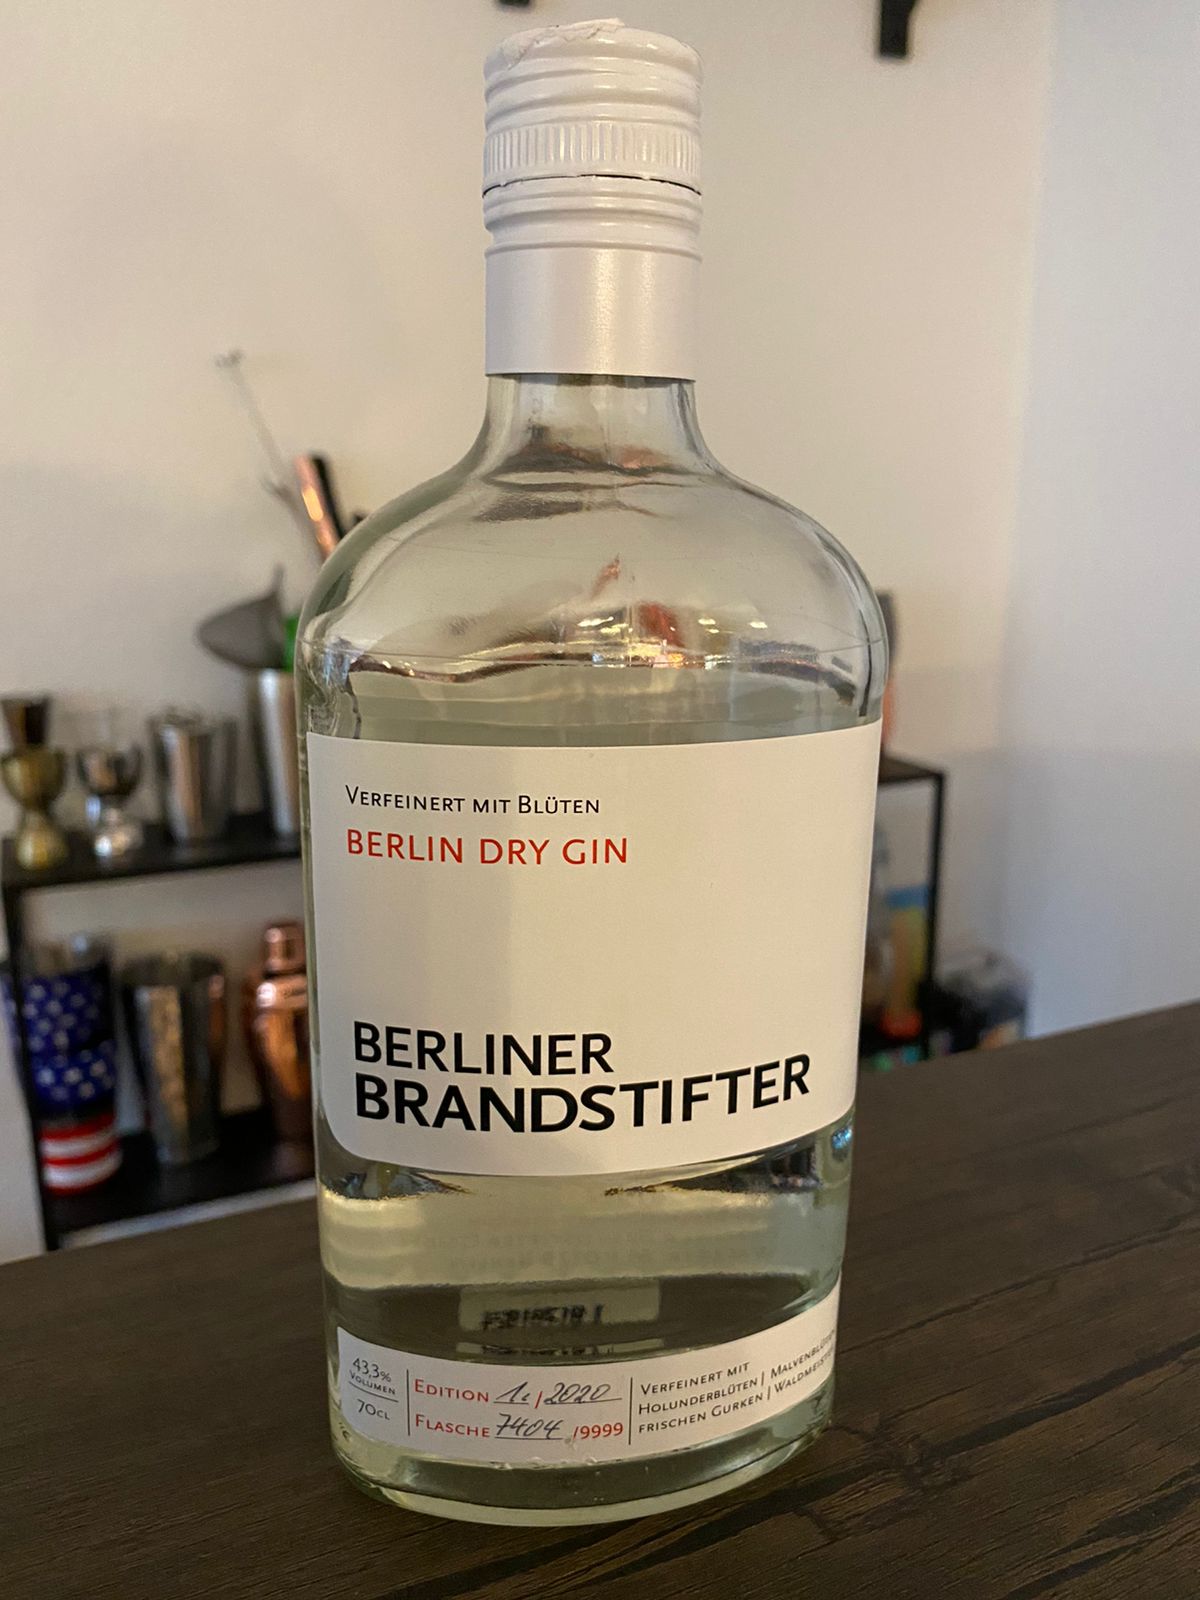 Verfeinert mit Blüten
BERLIN DRY GIN
BERLINER
BRANDSTIFTER
43,3%
Volumen
70cl
Edition 1./2020
Flasche 7404 /9999
Verfeinert mit
Holunderblüten | Malvenblüten
frischen Gurken | Waldmeister